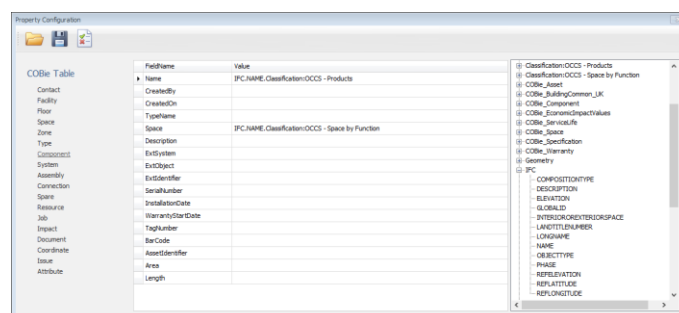 Property Configuration
COBie Table
Contact
Facility
Floor
Space
Zone
Type
Component
System
Assembly
Connection
Spare
Resource
Job
Impact
Document
Coordinate
Issue
Attribute
FieldName Value
Name IFC.NAME.Classification:OCCS - Products
CreatedBy
CreatedOn
TypeName
Space IFC.NAME.Classification:OCCS - Space by Function
Description
ExtSystem
ExtObject
ExtIdentifier
SerialNumber
InstallationDate
WarrantyStartDate
TagNumber
BarCode
AssetIdentifier
Area
Length
Classification:OCCS - Products
Classification:OCCS - Space by Function
COBie_Asset
COBie_BuildingCommon_UK
COBie_Component
COBie_EconomicImpactValues
COBie_ServiceLife
COBie_Space
COBie_Specification
COBie_Warranty
Geometry
IFC
COMPOSITIONTYPE
DESCRIPTION
ELEVATION
GLOBALID
INTERIOROREXTERIORSPACE
LANDTITLENUMBER
LONGNAME
NAME
OBJECTTYPE
PHASE
REFELEVATION
REFLATITUDE
REFLONGITUDE